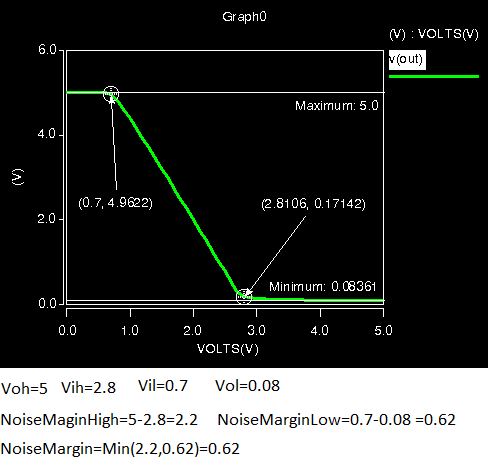 Graph0
(V) : VOLTS(V)
v(out)
6.0
Maximum: 5.0
4.0
(V)
(0.7, 4.9622)
(2.8106, 0.17142)
2.0
Minimum: 0.08361
0.0
0.0 1.0 2.0 3.0 4.0 5.0
VOLTS(V)
Voh=5 Vih=2.8 Vil=0.7 Vol=0.08
NoiseMaginHigh=5-2.8=2.2 NoiseMarginLow=0.7-0.08 =0.62
NoiseMargin=Min(2.2,0.62)=0.62